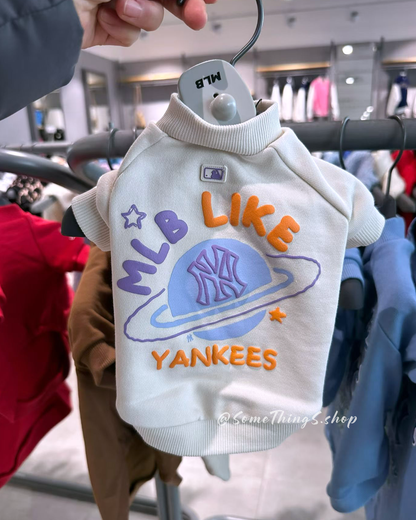 MLB
MLB LIKE
NY
YANKEES
@SomeThingS.shop